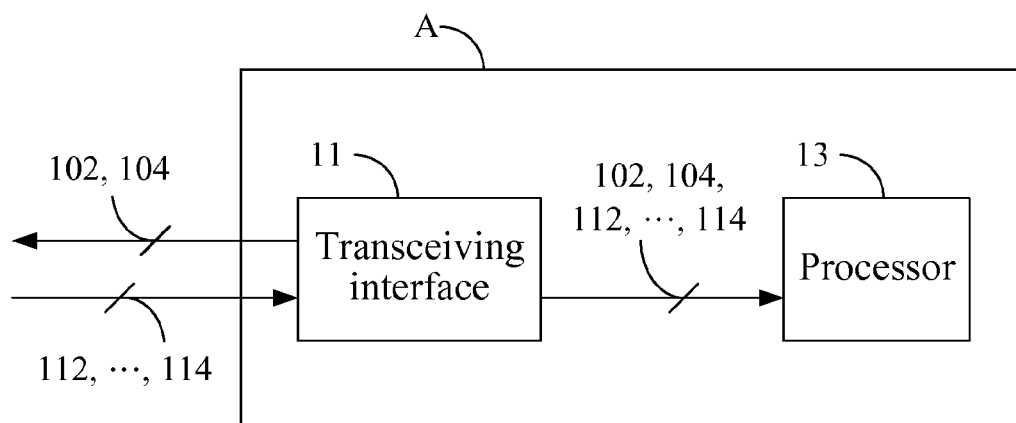 A
11
13
102, 104
102, 104,
112, ⋯, 114
Transceiving
interface
Processor
112, ⋯, 114